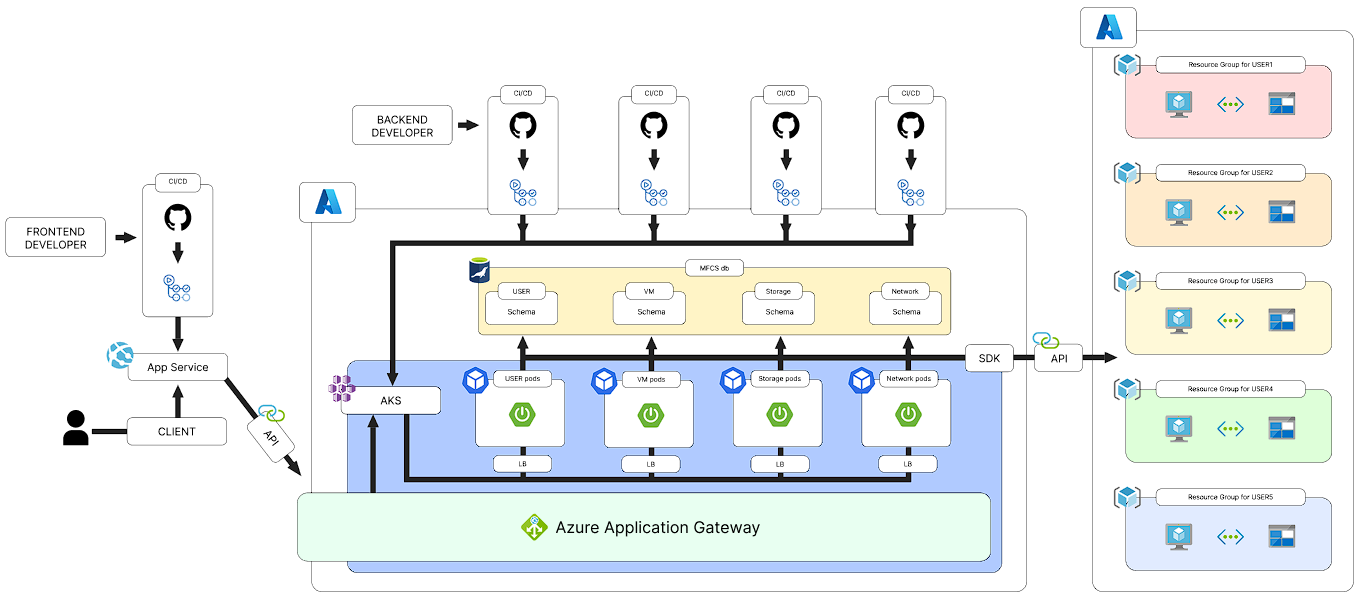 Resource Group for USER1
CI/CD
CI/CD
CI/CD
CI/CD
BACKEND
DEVELOPER
Resource Group for USER2
CI/CD
FRONTEND
DEVELOPER
MFCS db
USER
Schema
VM
Schema
Storage
Schema
Network
Schema
Resource Group for USER3
SDK
API
App Service
USER pods
VM pods
Storage pods
Network pods
AKS
Resource Group for USER4
CLIENT
API
LB
LB
LB
LB
Resource Group for USER5
Azure Application Gateway